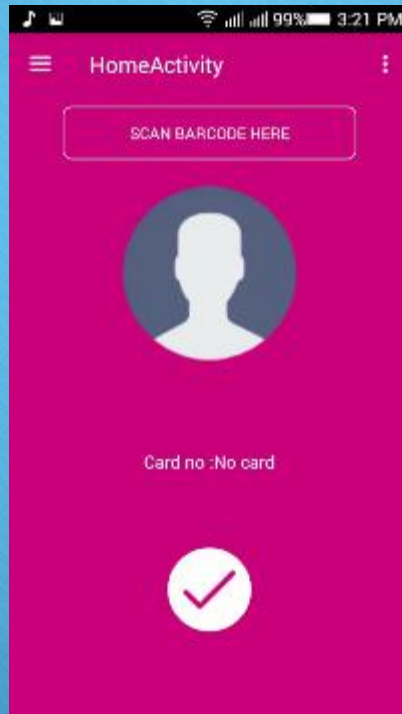 99% 3:21 PM
HomeActivity
SCAN BARCODE HERE
Card no :No card